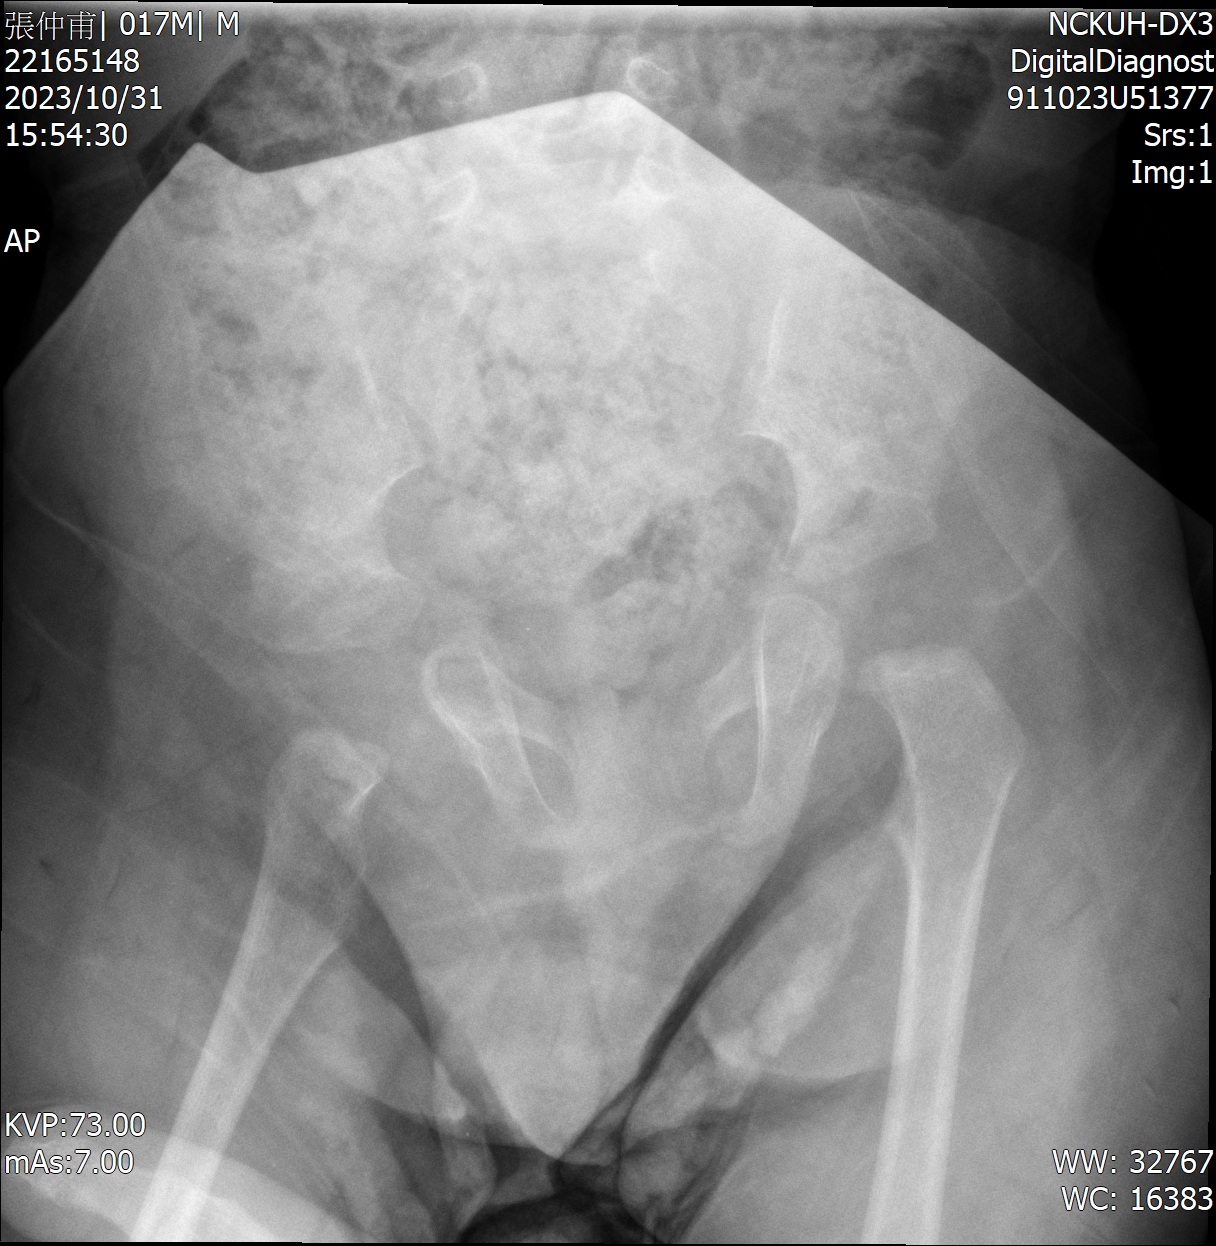 張仲甫| 017M| M
22165148
2023/10/31
15:54:30
AP
NCKUH-DX3
DigitalDiagnost
911023U51377
Srs:1
Img:1
KVP:73.00
mAs:7.00
WW: 32767
WC: 16383